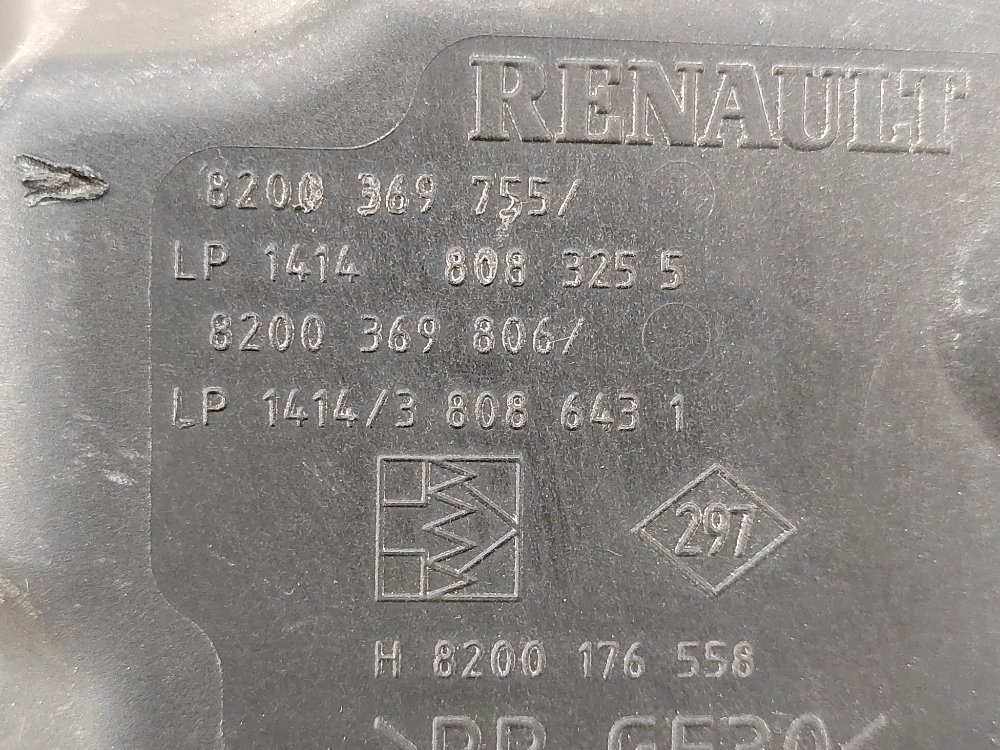 RENAULT
8200 369 755/
LP 1414 808 325 5
8200 369 806/
LP 1414/3 808 643 1
297
H 8200 176 558